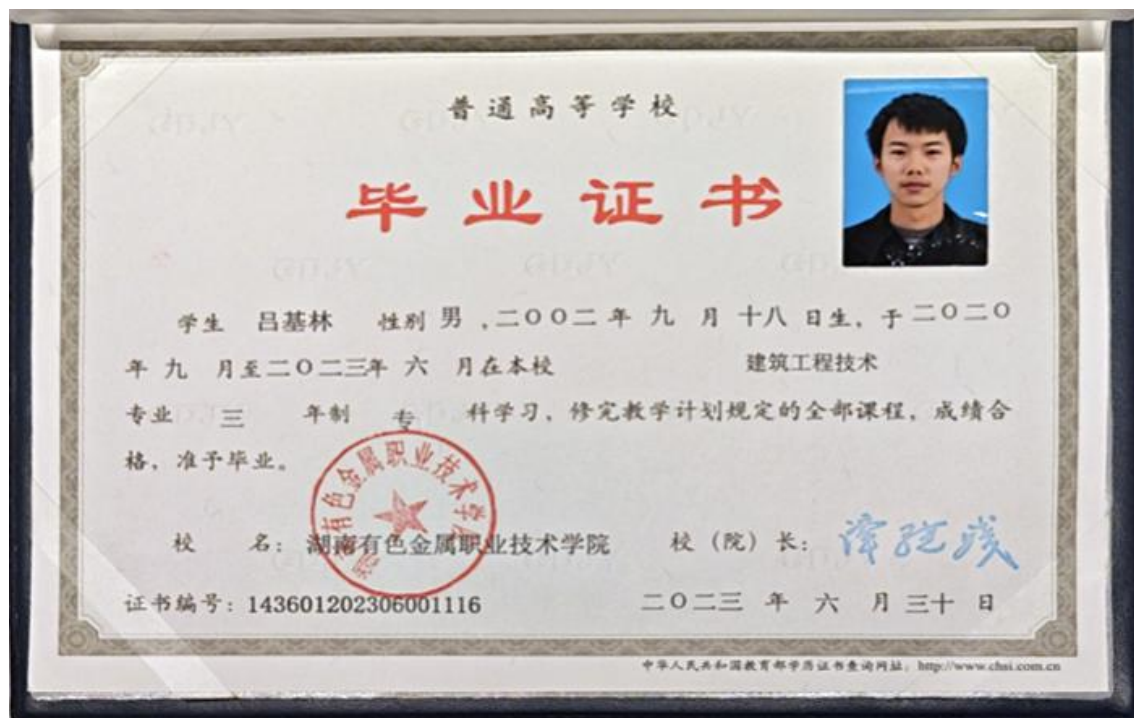 普通高等学校
毕业证书
学生 吕基林 性别 男 ,二〇〇二 年 九 月 十八 日生, 于 二〇二〇
年 九 月至二〇二三年 六 月在本校 建筑工程技术
专业 三 年制 专 科学习, 修完教学计划规定的全部课程, 成绩合
格, 准予毕业。
湖南有色金属职业技术学院
校 名: 湖南有色金属职业技术学院 校 (院) 长:
证书编号: 143601202306001116 二〇二三 年 六 月 三十 日
中华人民共和国教育部学历证书查询网址: http://www.chsi.com.cn